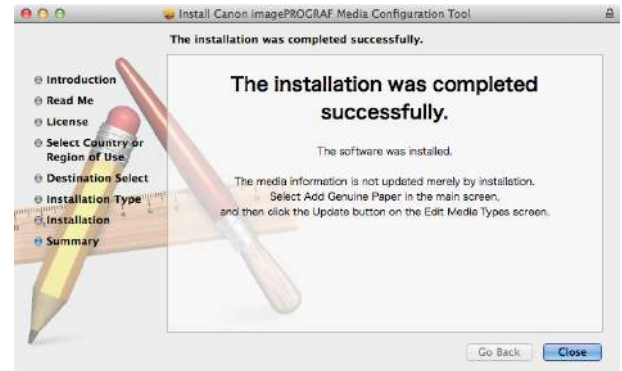 Install Canon imagePROGRAF Media Configuration Tool
The installation was completed successfully.
Introduction
Read Me
License
Select Country or
Region of Use
Destination Select
Installation Type
Installation
Summary
The installation was completed
successfully.
The software was installed.
The media information is not updated merely by installation.
Select Add Genuine Paper in the main screen,
and then click the Update button on the Edit Media Types screen.
Go Back
Close